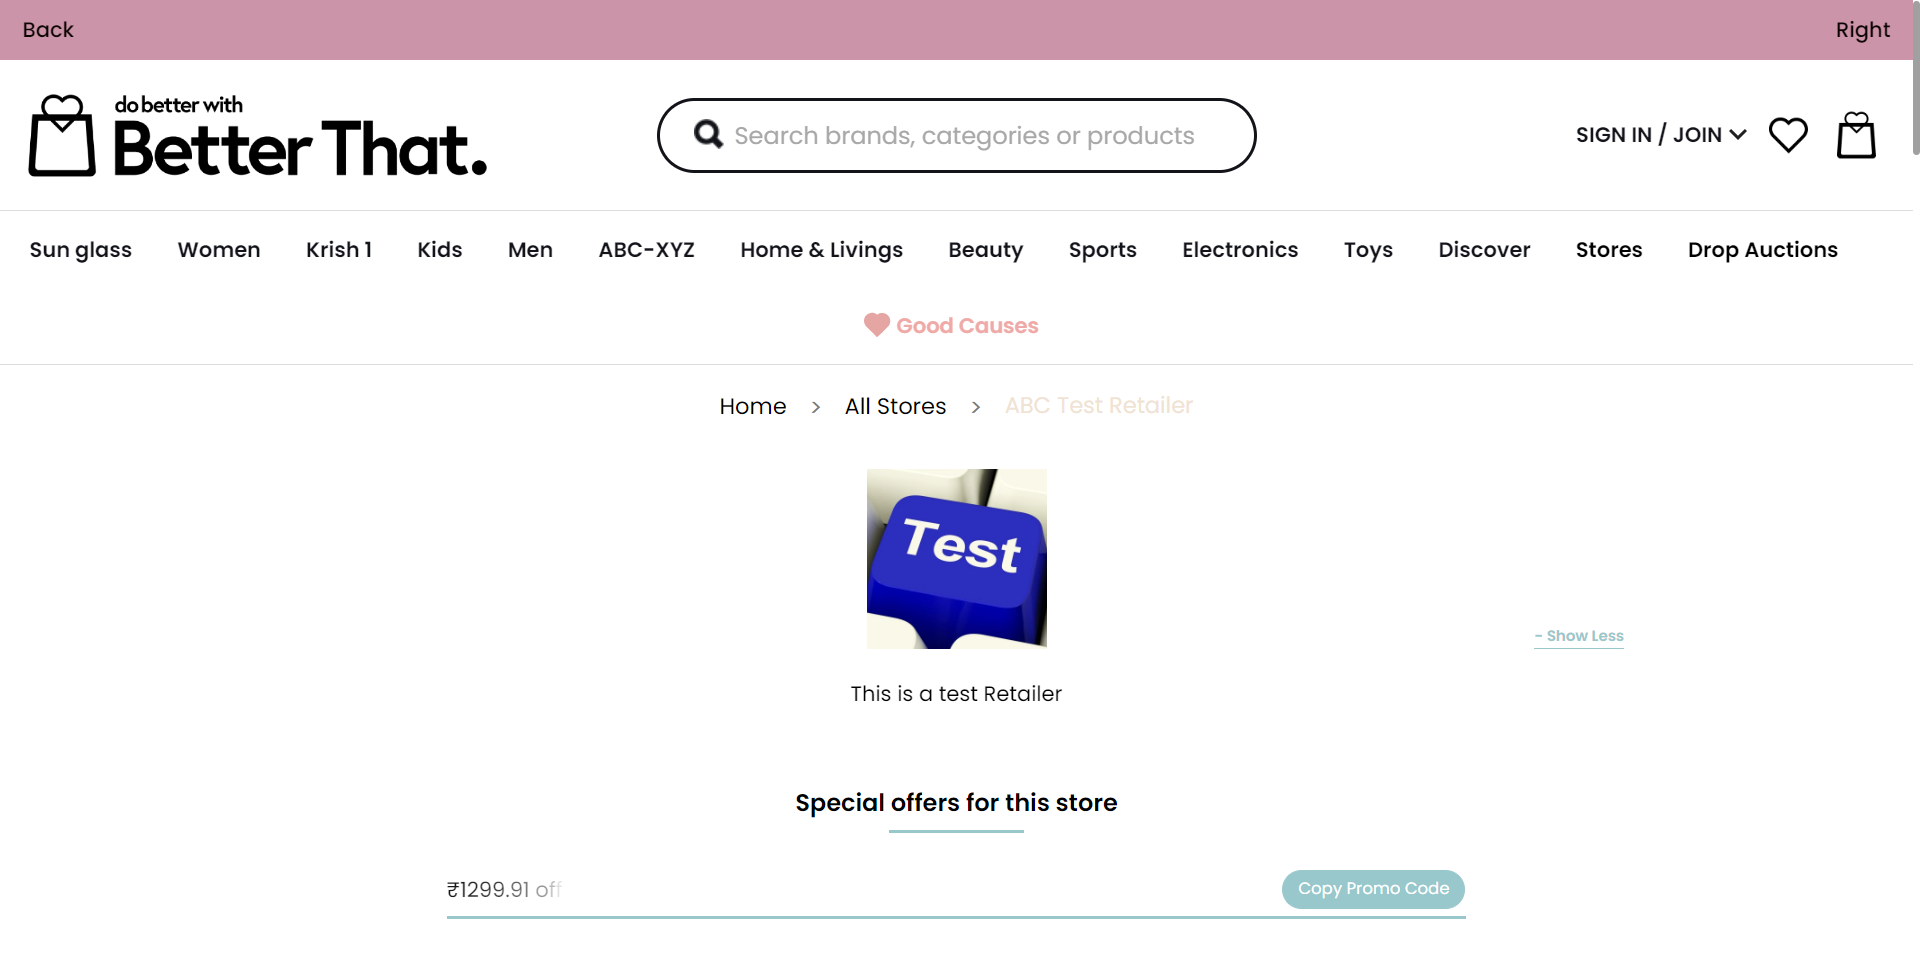 Back
Right
do better with
Better That.
Search brands, categories or products
SIGN IN / JOIN
Sun glass Women Krish 1 Kids Men ABC-XYZ Home & Livings Beauty Sports Electronics Toys Discover Stores Drop Auctions
Good Causes
Home > All Stores > ABC Test Retailer
Test
- Show Less
This is a test Retailer
Special offers for this store
₹1299.91 off
Copy Promo Code